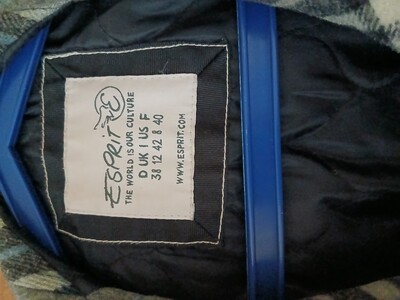 ESPRIT
THE WORLD IS OUR CULTURE
D UK I US F
38 12 42 8 40
WWW.ESPRIT.COM